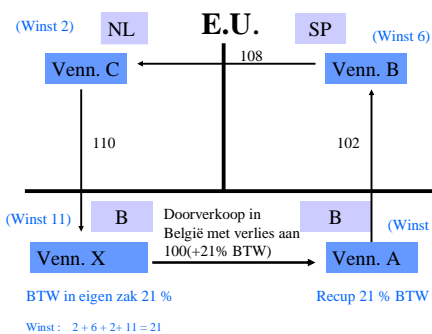 (Winst 2)
NL
E.U.
SP
(Winst 6)
Venn. C
108
Venn. B
110
102
(Winst 11)
B
Doorverkoop in
België met verlies aan
100(+21% BTW)
B
(Winst
Venn. X
Venn. A
BTW in eigen zak 21 %
Recup 21 % BTW
Winst : 2 + 6 + 2+ 11 = 21